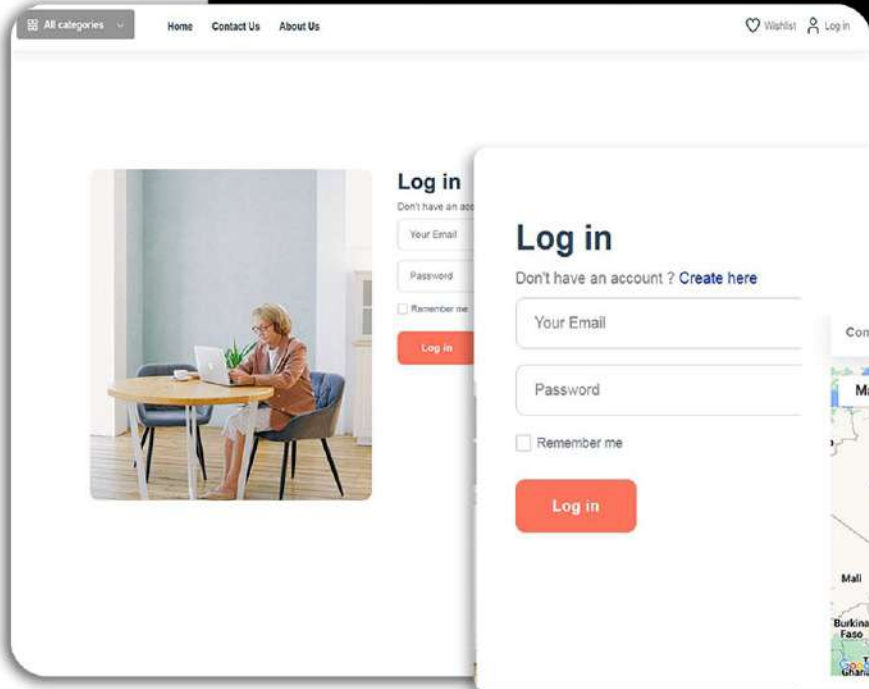 All categories
Home Contact Us About Us
Wishlist Log in
Log in
Don't have an acc
Your Email
Password
Remember me
Log in
Log in
Don't have an account ? Create here
Your Email
Password
Remember me
Log in
Con
Ma
Mali
Burkina
Faso